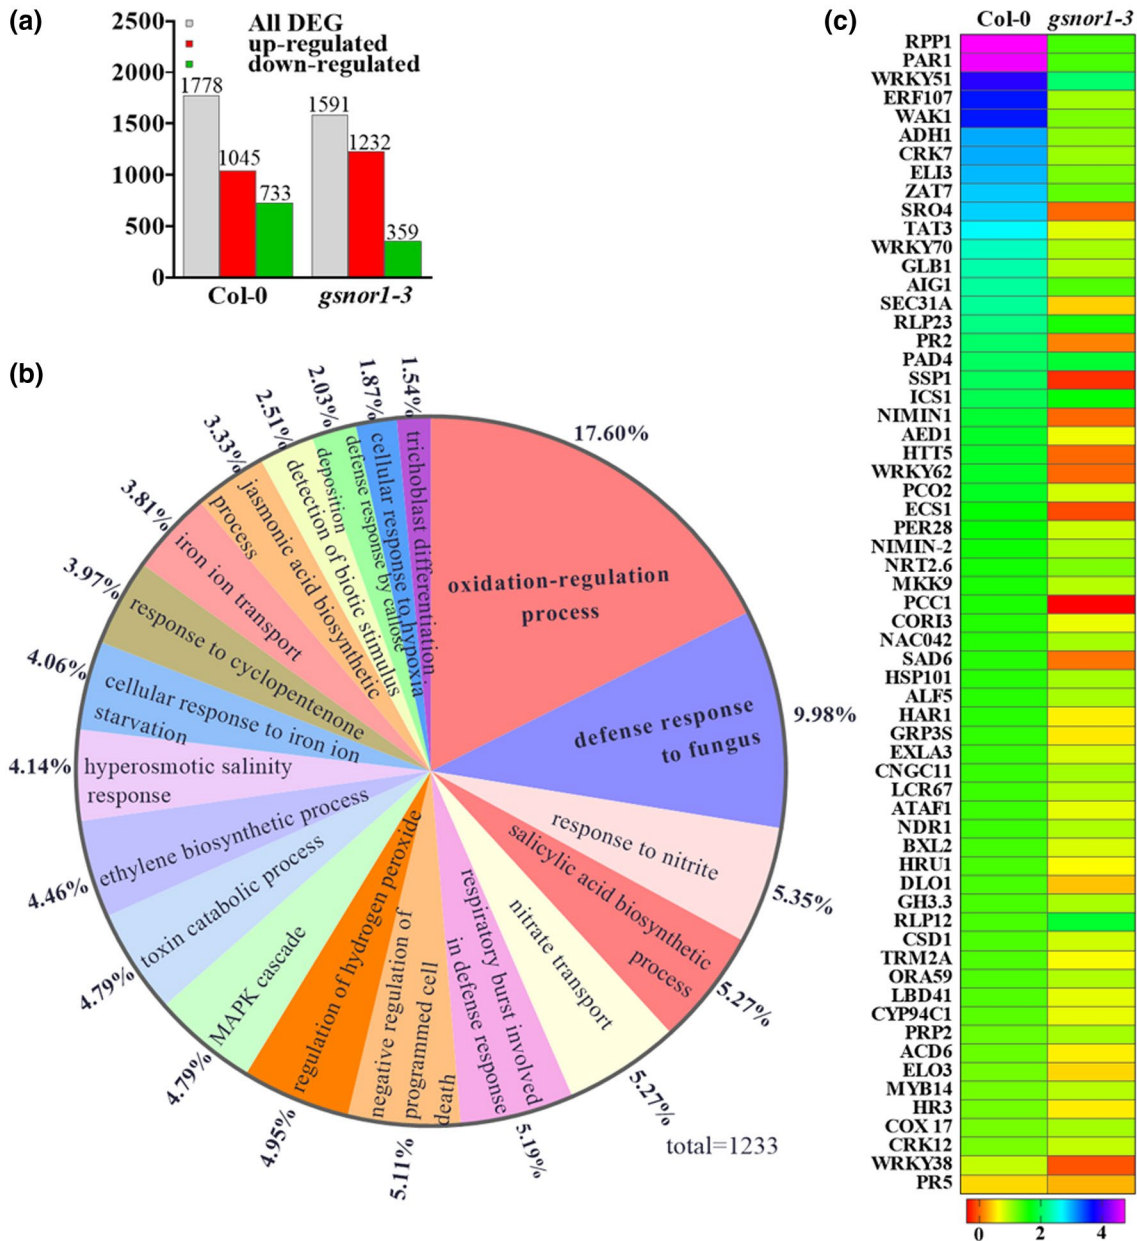 (a)
2500
2000
1500
1000
500
0
All DEG
up-regulated
down-regulated
1778
1045
733
1591
1232
359
Col-0
gsnor1-3
(b)
17.60%
oxidation-regulation
process
9.98%
defense response
to fungus
5.35%
response to nitrite
5.27%
salicylic acid biosynthetic
process
5.27%
nitrate transport
5.19%
respiratory burst involved
in defense response
5.11%
negative regulation of
programmed cell
death
4.95%
regulation of hydrogen peroxide
4.79%
MAPK cascade
4.79%
toxin catabolic process
4.46%
ethylene biosynthetic process
4.14%
hyperosmotic salinity
response
4.06%
cellular response to iron ion
starvation
3.97%
response to cyclopentenone
3.81%
iron ion transport
3.33%
jasmonic acid biosynthetic
process
2.51%
detection of biotic stimulus
2.03%
defense response by callose
deposition
1.87%
cellular response to hypoxia
1.54%
trichoblast differentiation
total=1233
(c)
Col-0
gsnor1-3
RPP1
PAR1
WRKY51
ERF107
WAK1
ADH1
CRK7
ELI3
ZAT7
SRO4
TAT3
WRKY70
GLB1
AIG1
SEC31A
RLP23
PR2
PAD4
SSP1
ICS1
NIMIN1
AED1
HTT5
WRKY62
PCO2
ECS1
PER28
NIMIN-2
NRT2.6
MKK9
PCC1
CORI3
NAC042
SAD6
HSP101
ALF5
HAR1
GRP3S
EXLA3
CNGC11
LCR67
ATAF1
NDR1
BXL2
HRU1
DLO1
GH3.3
RLP12
CSD1
TRM2A
ORA59
LBD41
CYP94C1
PRP2
ACD6
ELO3
MYB14
HR3
COX 17
CRK12
WRKY38
PR5
0
2
4